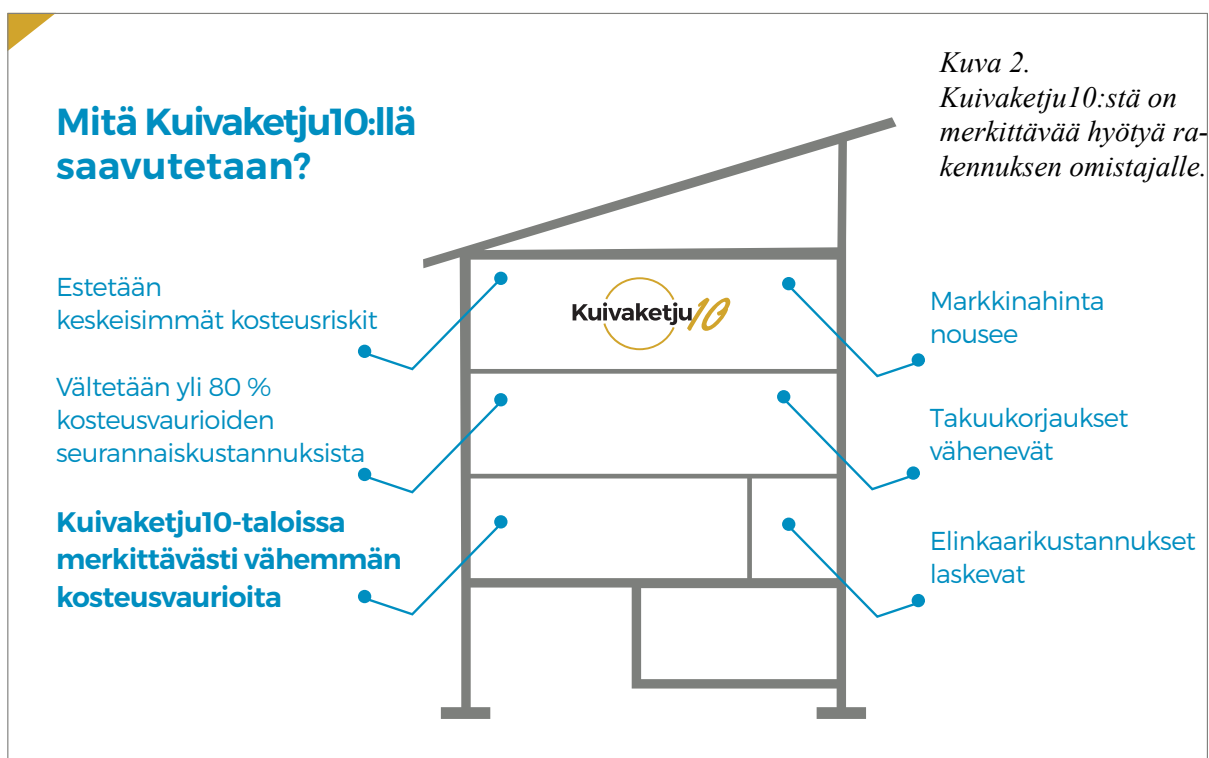 Kuva 2.
Kuivaketju10:stä on
merkittävää hyötyä ra-
kennuksen omistajalle.
Mitä Kuivaketju10:llä
saavutetaan?
Estetään
keskeisimmät kosteusriskit
Vältetään yli 80 %
kosteusvaurioiden
seurannaiskustannuksista
Kuivaketju10-taloissa
merkittävästi vähemmän
kosteusvaurioita
Kuivaketju10
Markkinahinta
nousee
Takuukorjaukset
vähenevät
Elinkaarikustannukset
laskevat